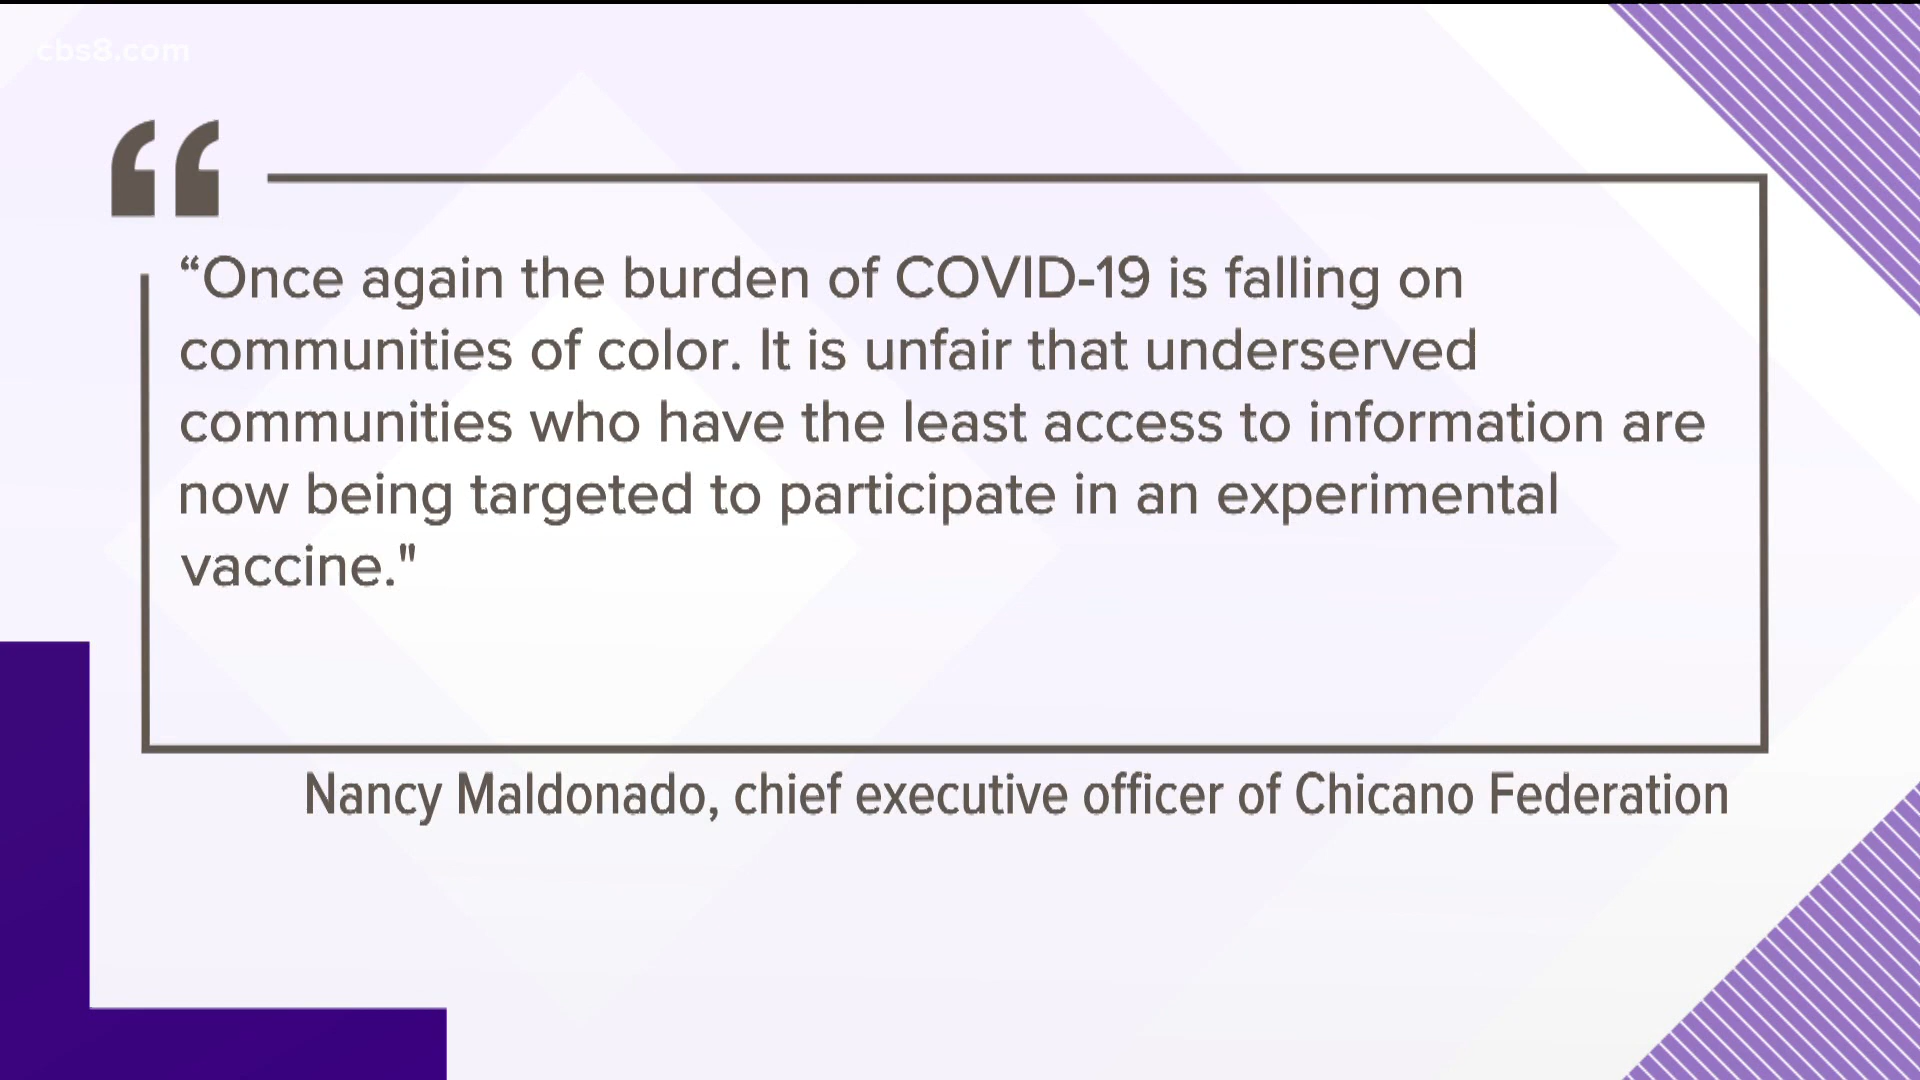 cbs8.com
“Once again the burden of COVID-19 is falling on
communities of color. It is unfair that underserved
communities who have the least access to information are
now being targeted to participate in an experimental
vaccine."
Nancy Maldonado, chief executive officer of Chicano Federation